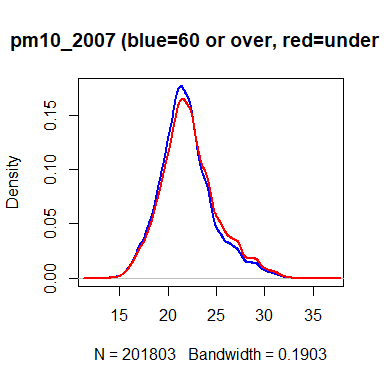 pm10_2007 (blue=60 or over, red=under
Density
0.00
0.05
0.10
0.15
15 20 25 30 35
N = 201803 Bandwidth = 0.1903